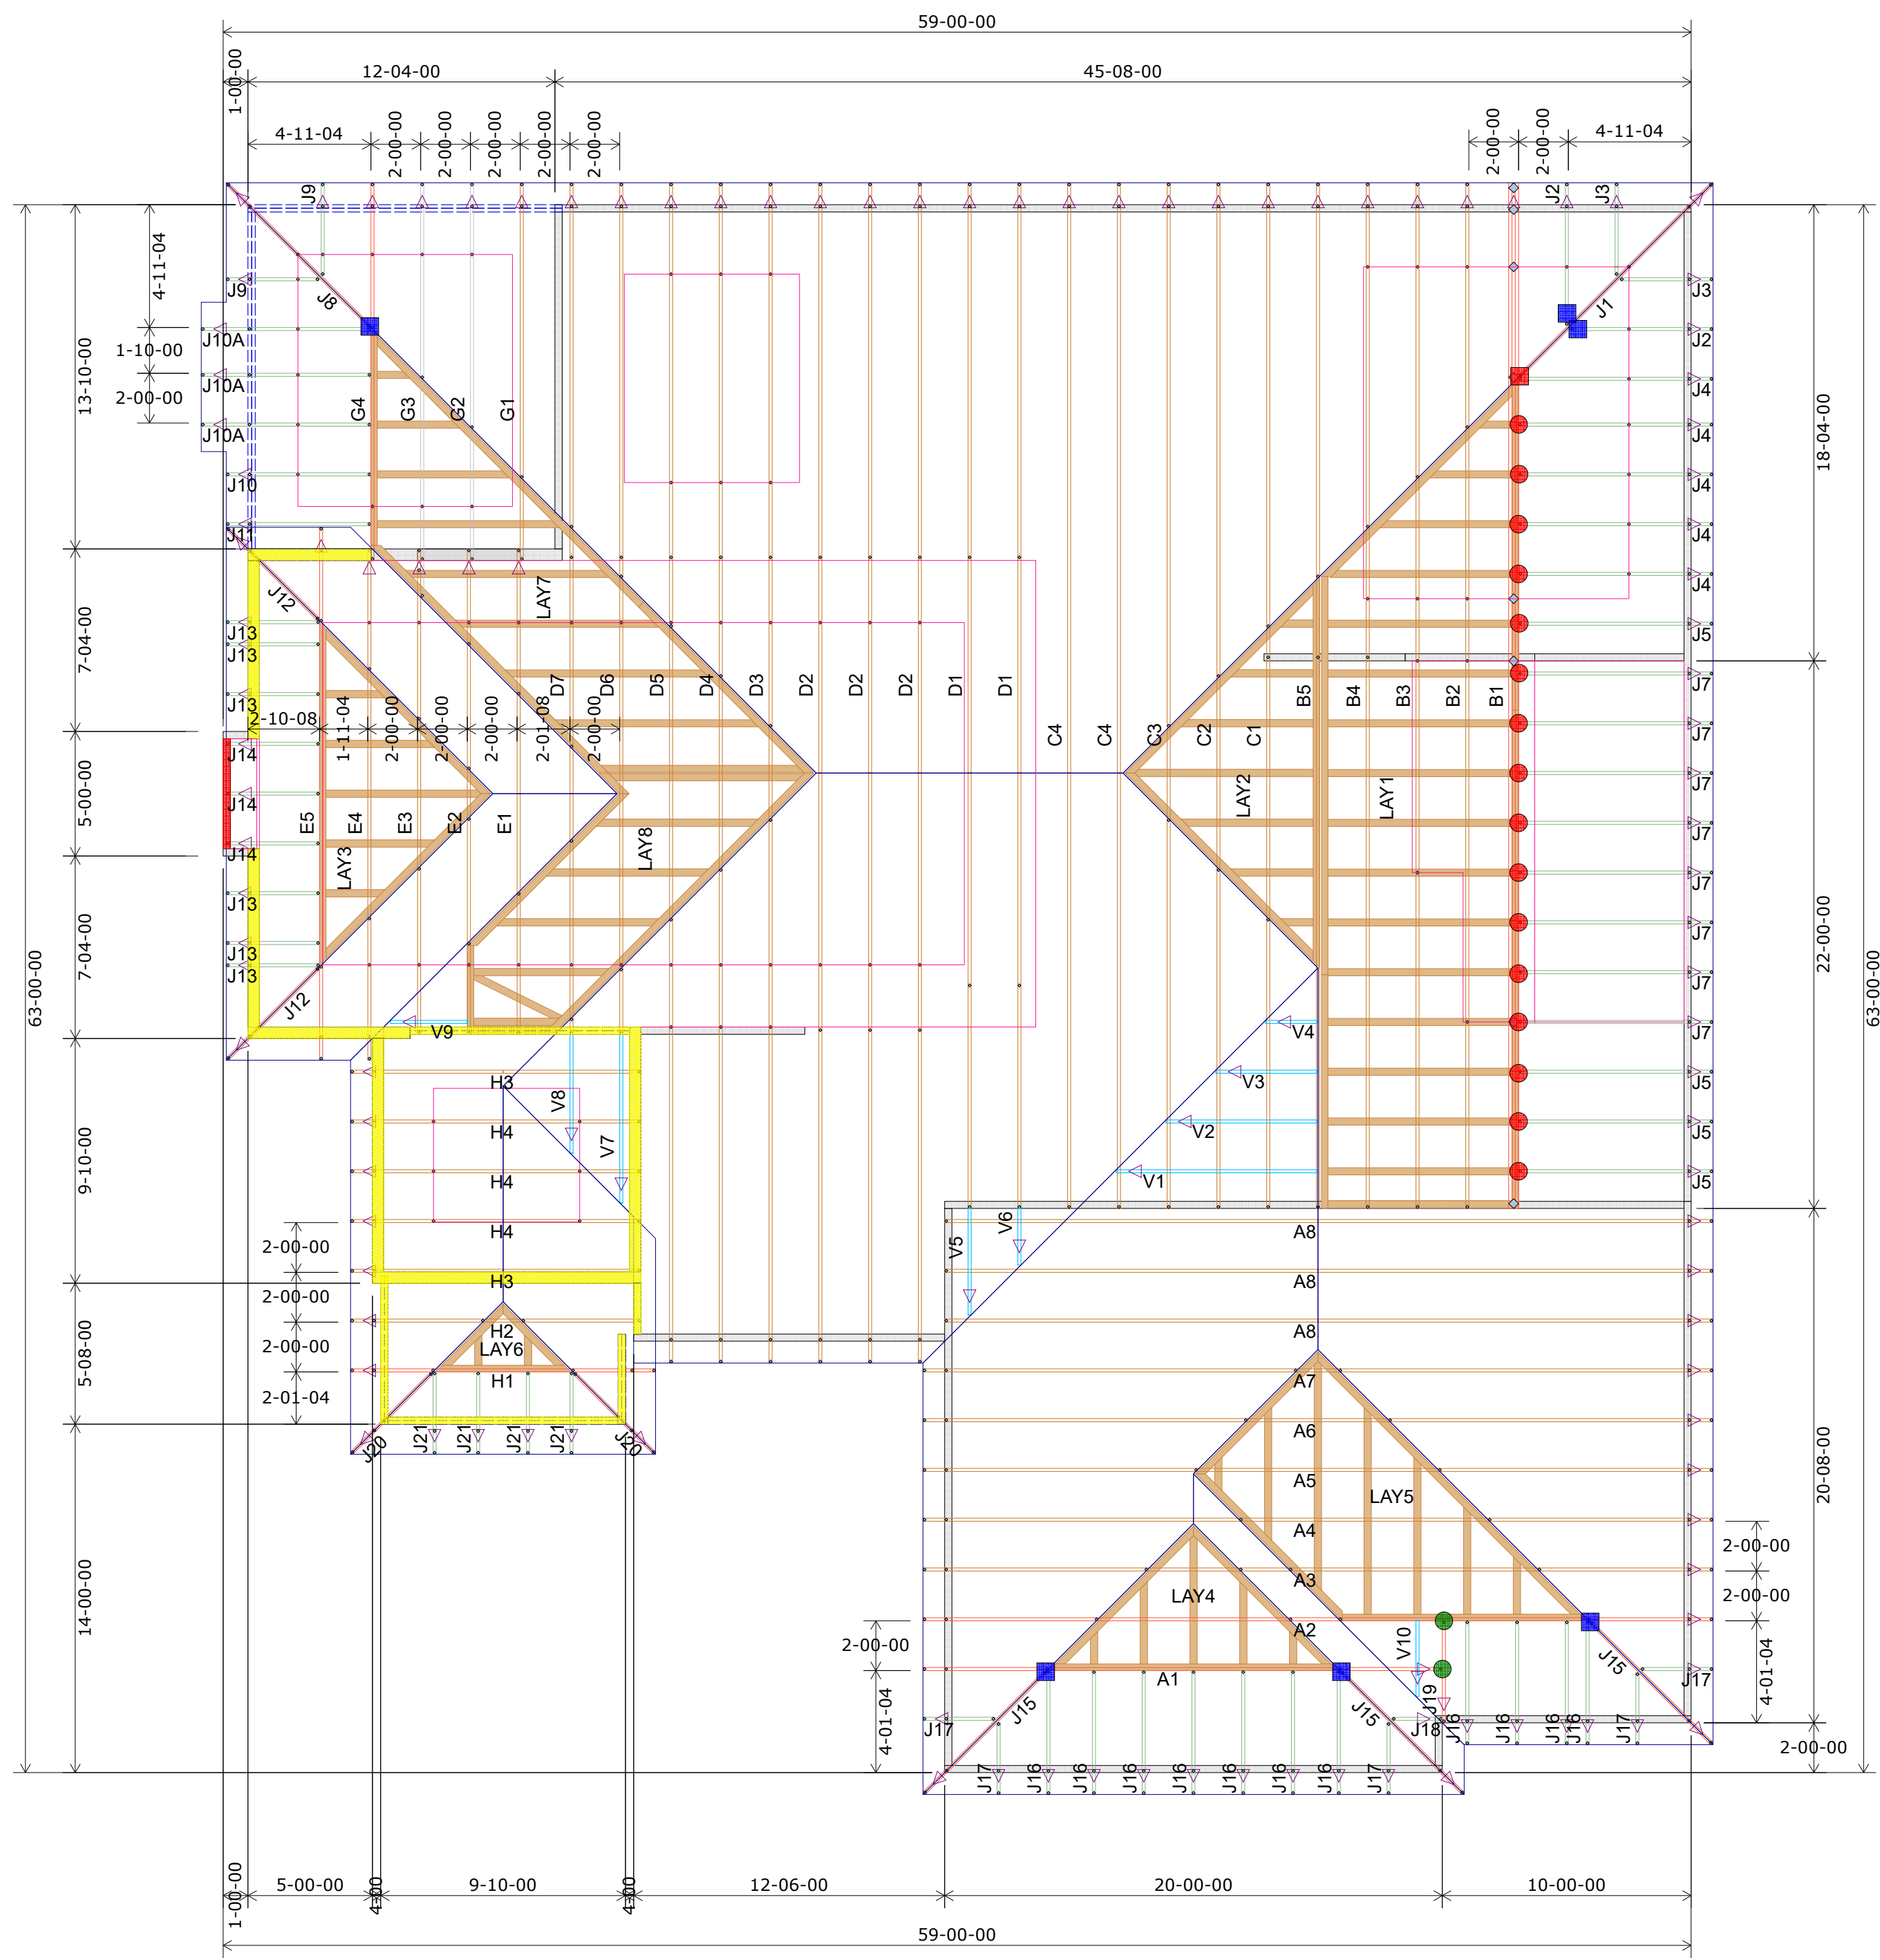 59-00-00
1-00-00
12-04-00
45-08-00
4-11-04
2-00-00
2-00-00
2-00-00
2-00-00
2-00-00
2-00-00
2-00-00
4-11-04
J9
J2
J3
4-11-04
J9
J8
J1
J3
J10A
J2
1-10-00
13-10-00
J10A
J4
2-00-00
G4
G3
G2
G1
18-04-00
J10A
J4
J10
J4
J11
J4
J12
LAY7
J4
7-04-00
J13
J5
J13
J13
D7
D6
D5
D4
D3
D2
D2
D2
D1
D1
B5
B4
B3
B2
B1
J7
2-10-08
1-11-04
2-00-00
2-00-00
2-00-00
2-01-08
2-00-00
C4
C4
C3
C2
C1
J7
J14
5-00-00
J14
LAY2
LAY1
J7
E5
E4
E3
E2
E1
J7
J14
LAY3
LAY8
J7
J13
22-00-00
7-04-00
J13
J7
J13
J7
63-00-00
J12
V9
V4
J7
63-00-00
H3
V8
V3
J5
H4
V7
V2
J5
9-10-00
H4
V1
J5
2-00-00
H4
V5
V6
A8
2-00-00
H3
A8
2-00-00
H2
LAY6
A8
5-08-00
2-01-04
H1
A7
J20
J21
J21
J21
J21
J20
A6
A5
LAY5
20-08-00
A4
2-00-00
14-00-00
A3
2-00-00
LAY4
2-00-00
A2
V10
A1
J15
J17
4-01-04
4-01-04
J17
J15
J15
J19
J18
J16
J16
J16
J16
J17
2-00-00
J17
J16
J16
J16
J16
J16
J16
J16
J17
1-00-00
5-00-00
4-00
9-10-00
4-00
12-06-00
20-00-00
10-00-00
59-00-00